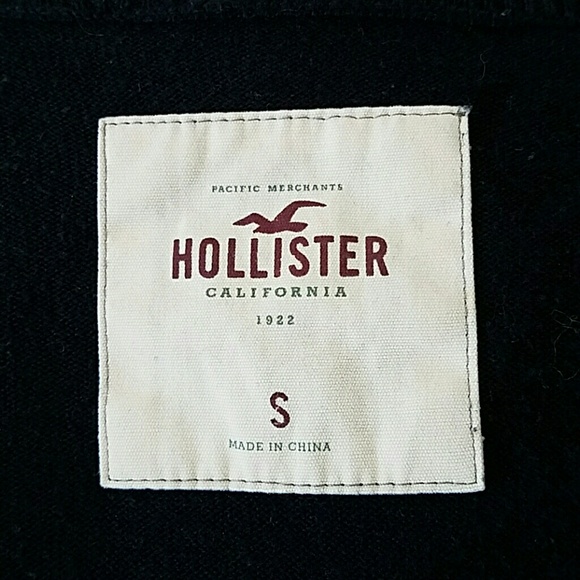 PACIFIC MERCHANTS
HOLLISTER
CALIFORNIA
1922
S
MADE IN CHINA